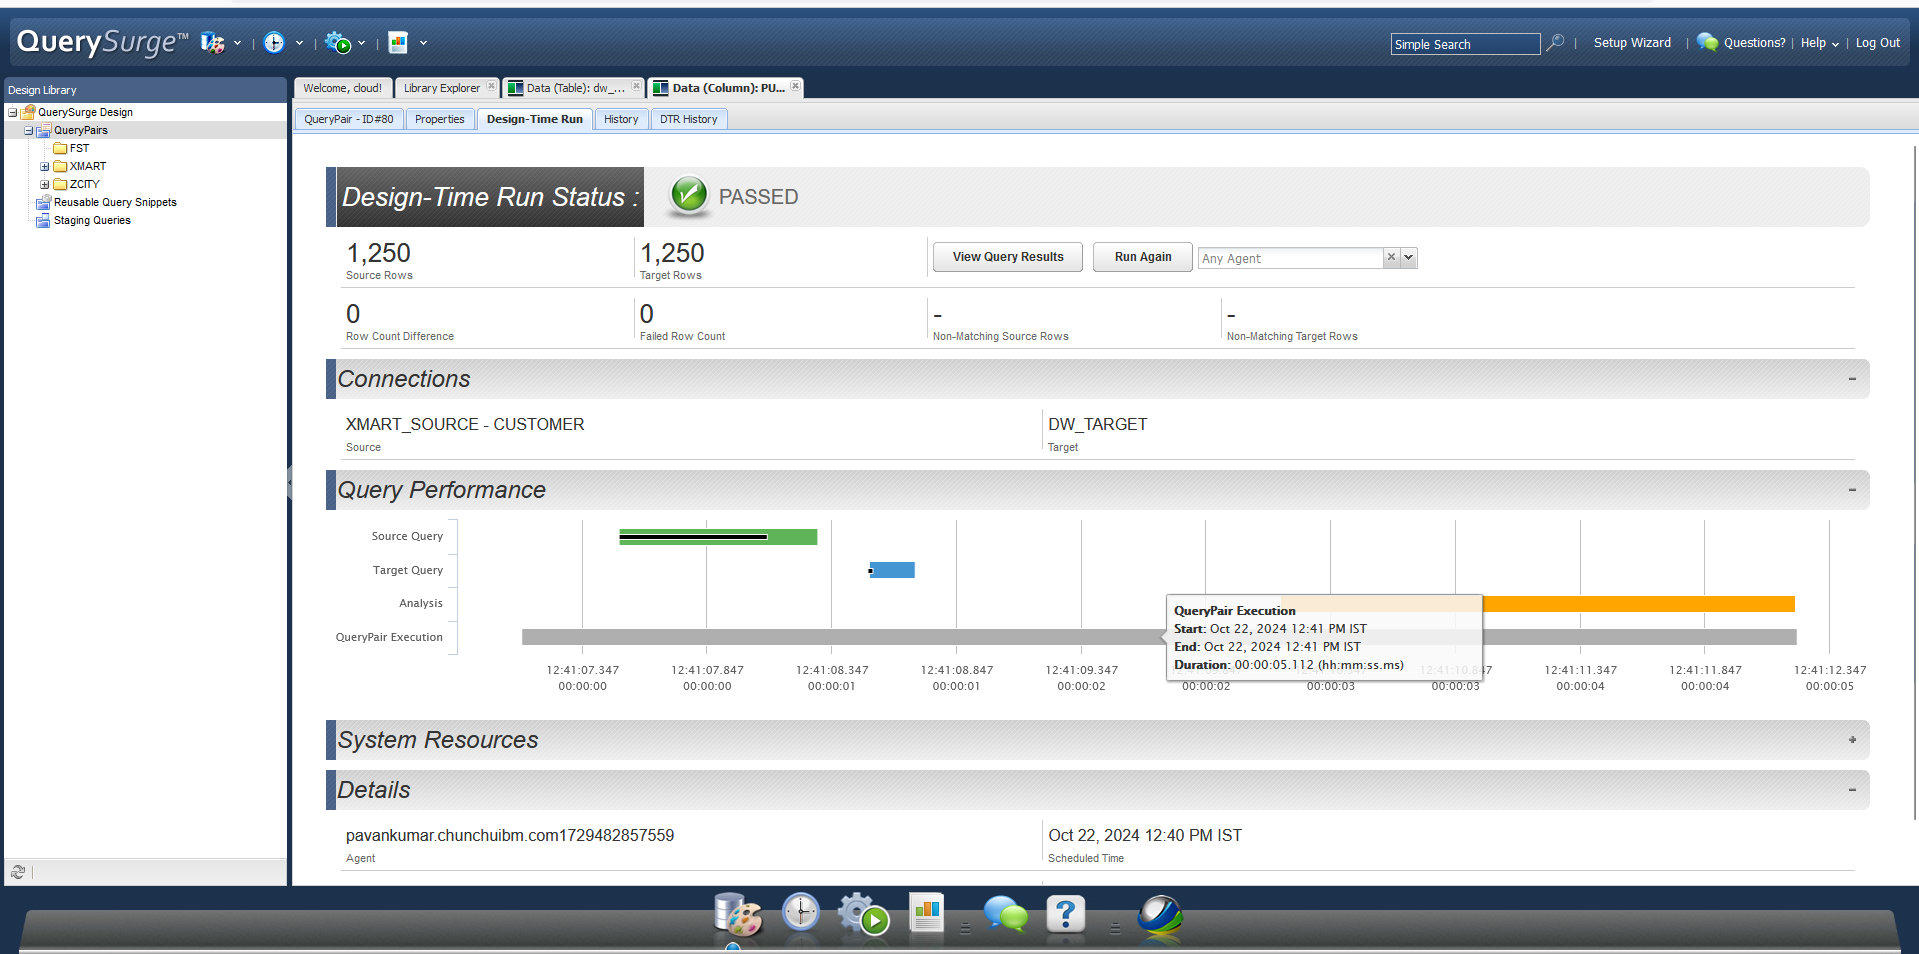 QuerySurge™
Simple Search
Setup Wizard
Questions?
Help
Log Out
Design Library
QuerySurge Design
QueryPairs
FST
XMART
ZCITY
Reusable Query Snippets
Staging Queries
Welcome, cloud!
Library Explorer
Data (Table): dw_...
Data (Column): PU...
QueryPair - ID#80
Properties
Design-Time Run
History
DTR History
Design-Time Run Status :
PASSED
1,250
Source Rows
1,250
Target Rows
View Query Results
Run Again
Any Agent
0
Row Count Difference
0
Failed Row Count
-
Non-Matching Source Rows
-
Non-Matching Target Rows
Connections
XMART_SOURCE - CUSTOMER
Source
DW_TARGET
Target
Query Performance
Source Query
Target Query
Analysis
QueryPair Execution
QueryPair Execution
Start: Oct 22, 2024 12:41 PM IST
End: Oct 22, 2024 12:41 PM IST
Duration: 00:00:05.112 (hh:mm:ss.ms)
12:41:07.347
00:00:00
12:41:07.847
00:00:00
12:41:08.347
00:00:01
12:41:08.847
00:00:01
12:41:09.347
00:00:02
00:00:02
00:00:03
00:00:03
12:41:11.347
00:00:04
12:41:11.847
00:00:04
12:41:12.347
00:00:05
System Resources
Details
pavankumar.chunchuibm.com1729482857559
Agent
Oct 22, 2024 12:40 PM IST
Scheduled Time